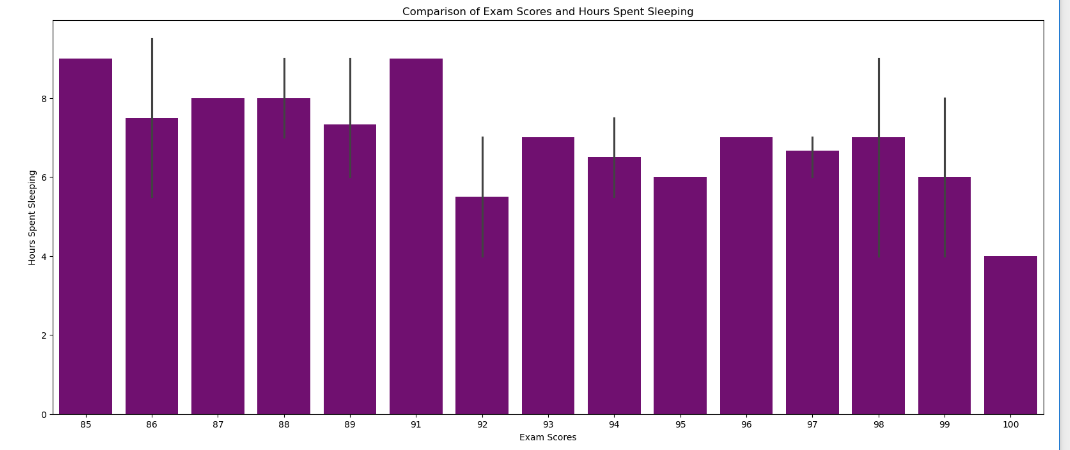 Comparison of Exam Scores and Hours Spent Sleeping
Hours Spent Sleeping
8
6
4
2
0
85 86 87 88 89 91 92 93 94 95 96 97 98 99 100
Exam Scores